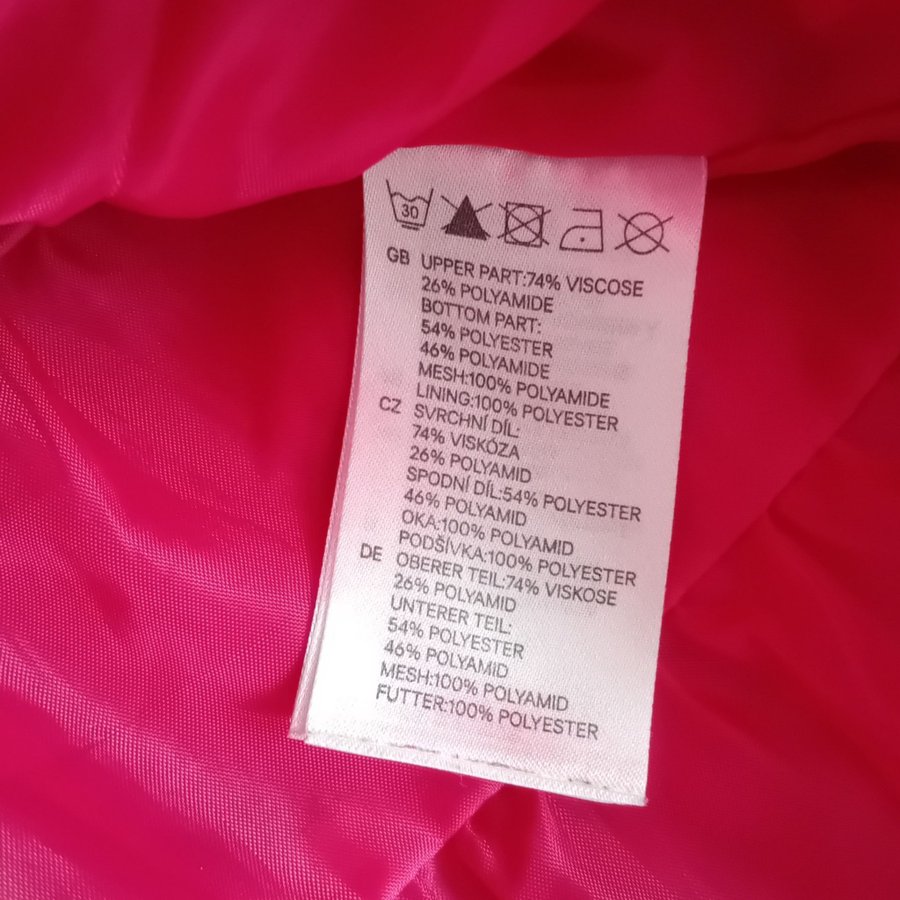 30
GB UPPER PART:74% VISCOSE
26% POLYAMIDE
BOTTOM PART:
54% POLYESTER
46% POLYAMIDE
MESH:100% POLYAMIDE
LINING:100% POLYESTER
CZ SVRCHNÍ DÍL:
74% VISKÓZA
26% POLYAMID
SPODNÍ DÍL:54% POLYESTER
46% POLYAMID
OKA:100% POLYAMID
PODŠÍVKA:100% POLYESTER
DE OBERER TEIL:74% VISKOSE
26% POLYAMID
UNTERER TEIL:
54% POLYESTER
46% POLYAMID
MESH:100% POLYAMID
FUTTER:100% POLYESTER